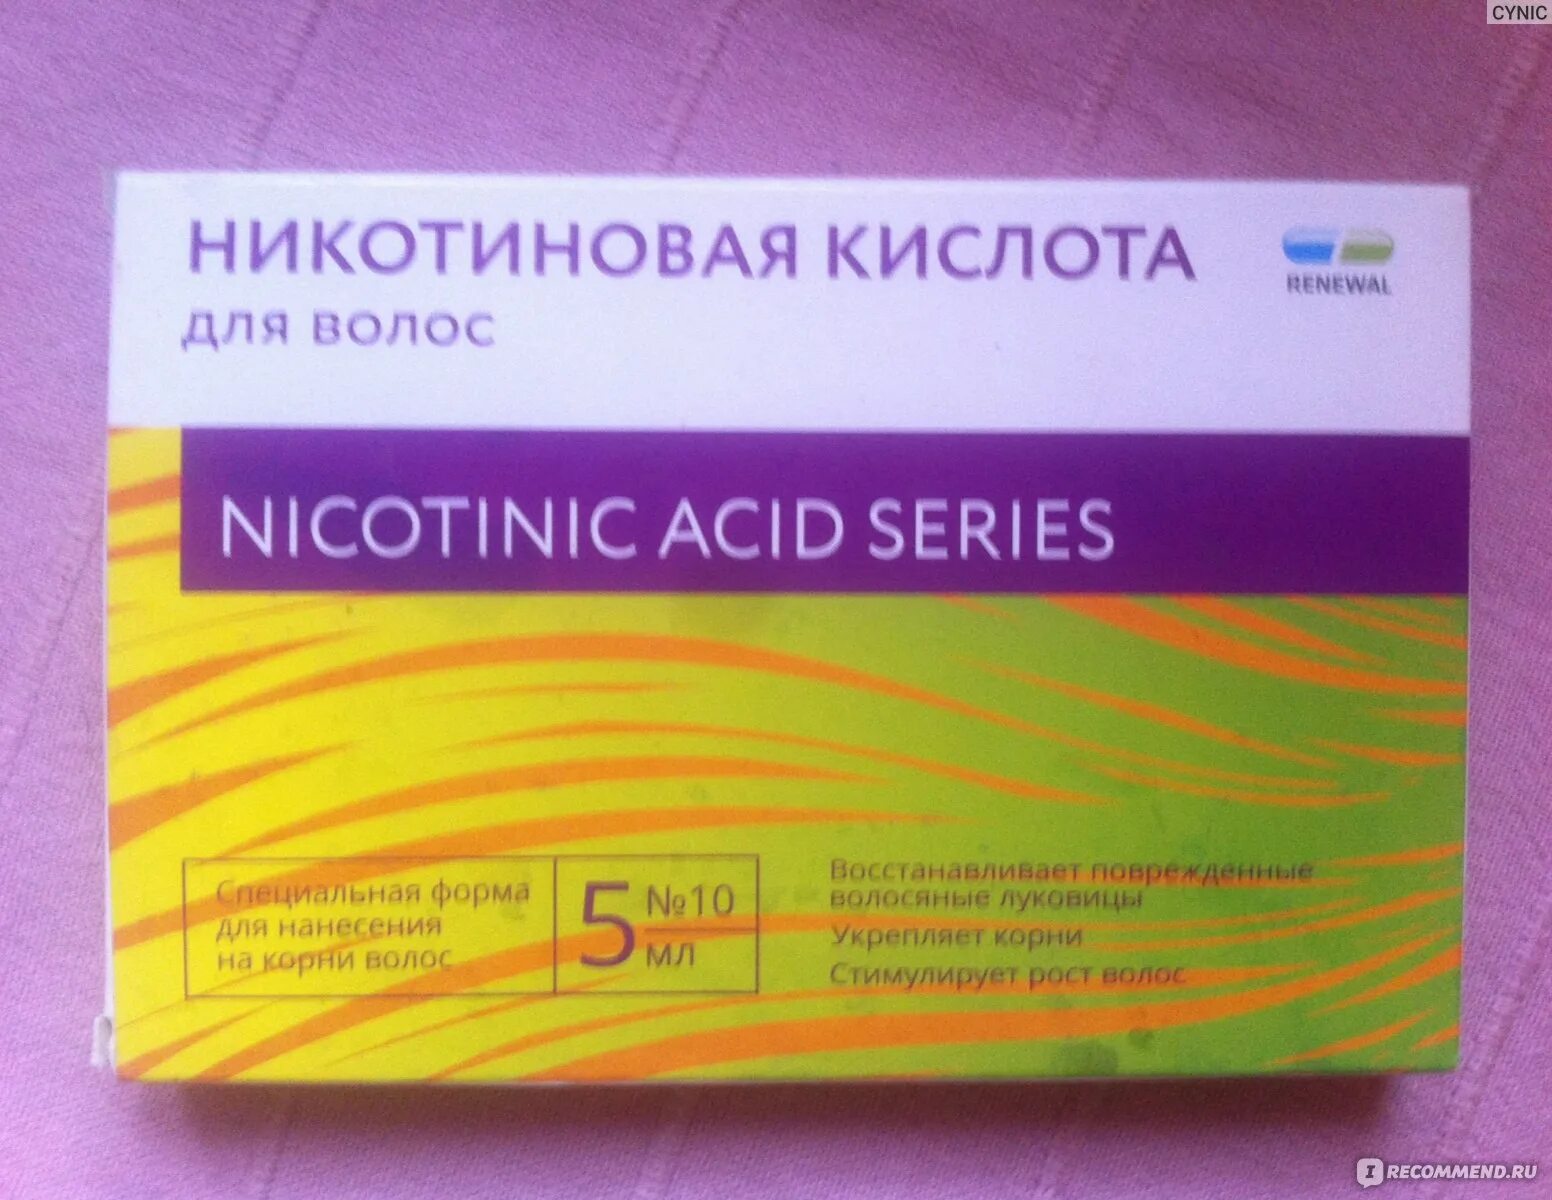 CYNIC
НИКОТИНОВАЯ КИСЛОТА
ДЛЯ ВОЛОС
RENEWAL
NICOTINIC ACID SERIES
Специальная форма
для нанесения
на корни волос
5 №10
мл
Восстанавливает поврежденные
волосяные луковицы
Укрепляет корни
Стимулирует рост волос
I RECOMMEND.RU